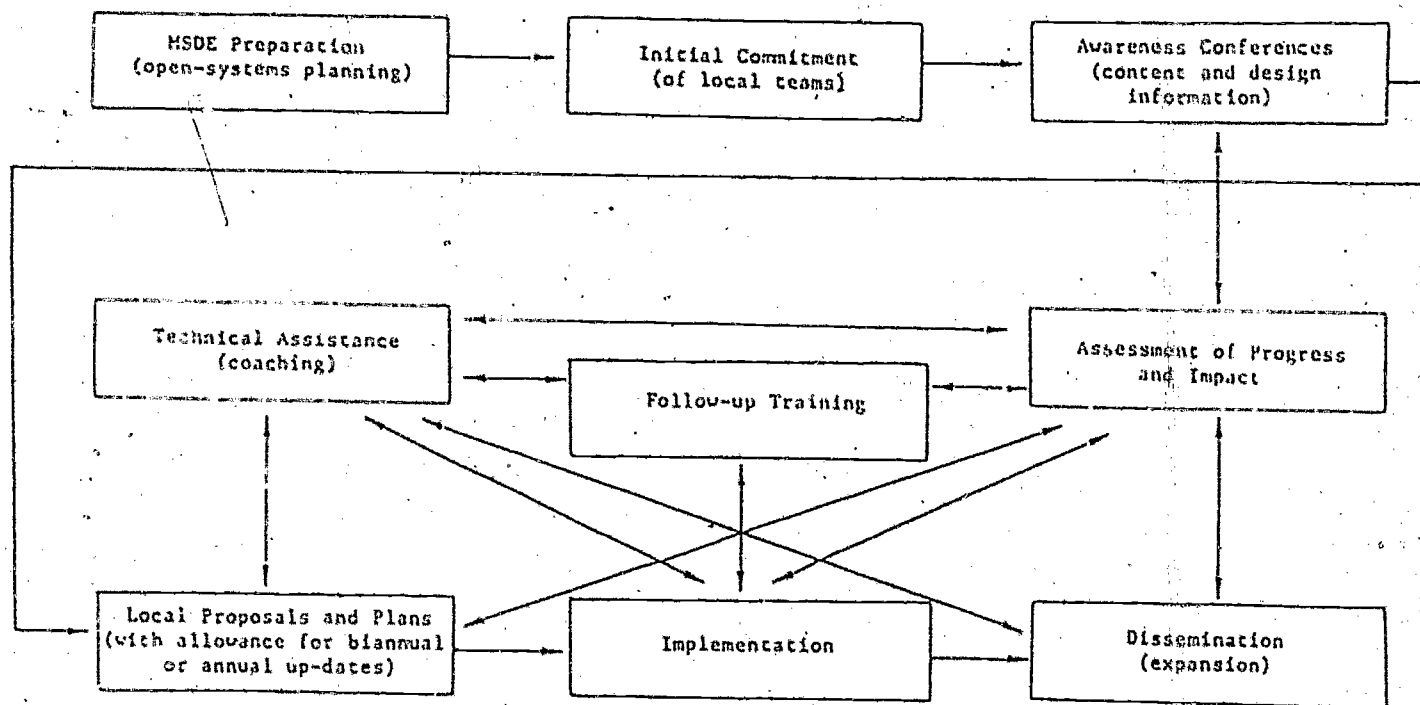 MSDE Preparation
(open-systems planning)
Initial Commitment
(of local teams)
Awareness Conferences
(content and design
information)
Technical Assistance
(coaching)
Follow-up Training
Assessment of Progress
and Impact
Local Proposals and Plans
(with allowance for biannual
or annual up-dates)
Implementation
Dissemination
(expansion)